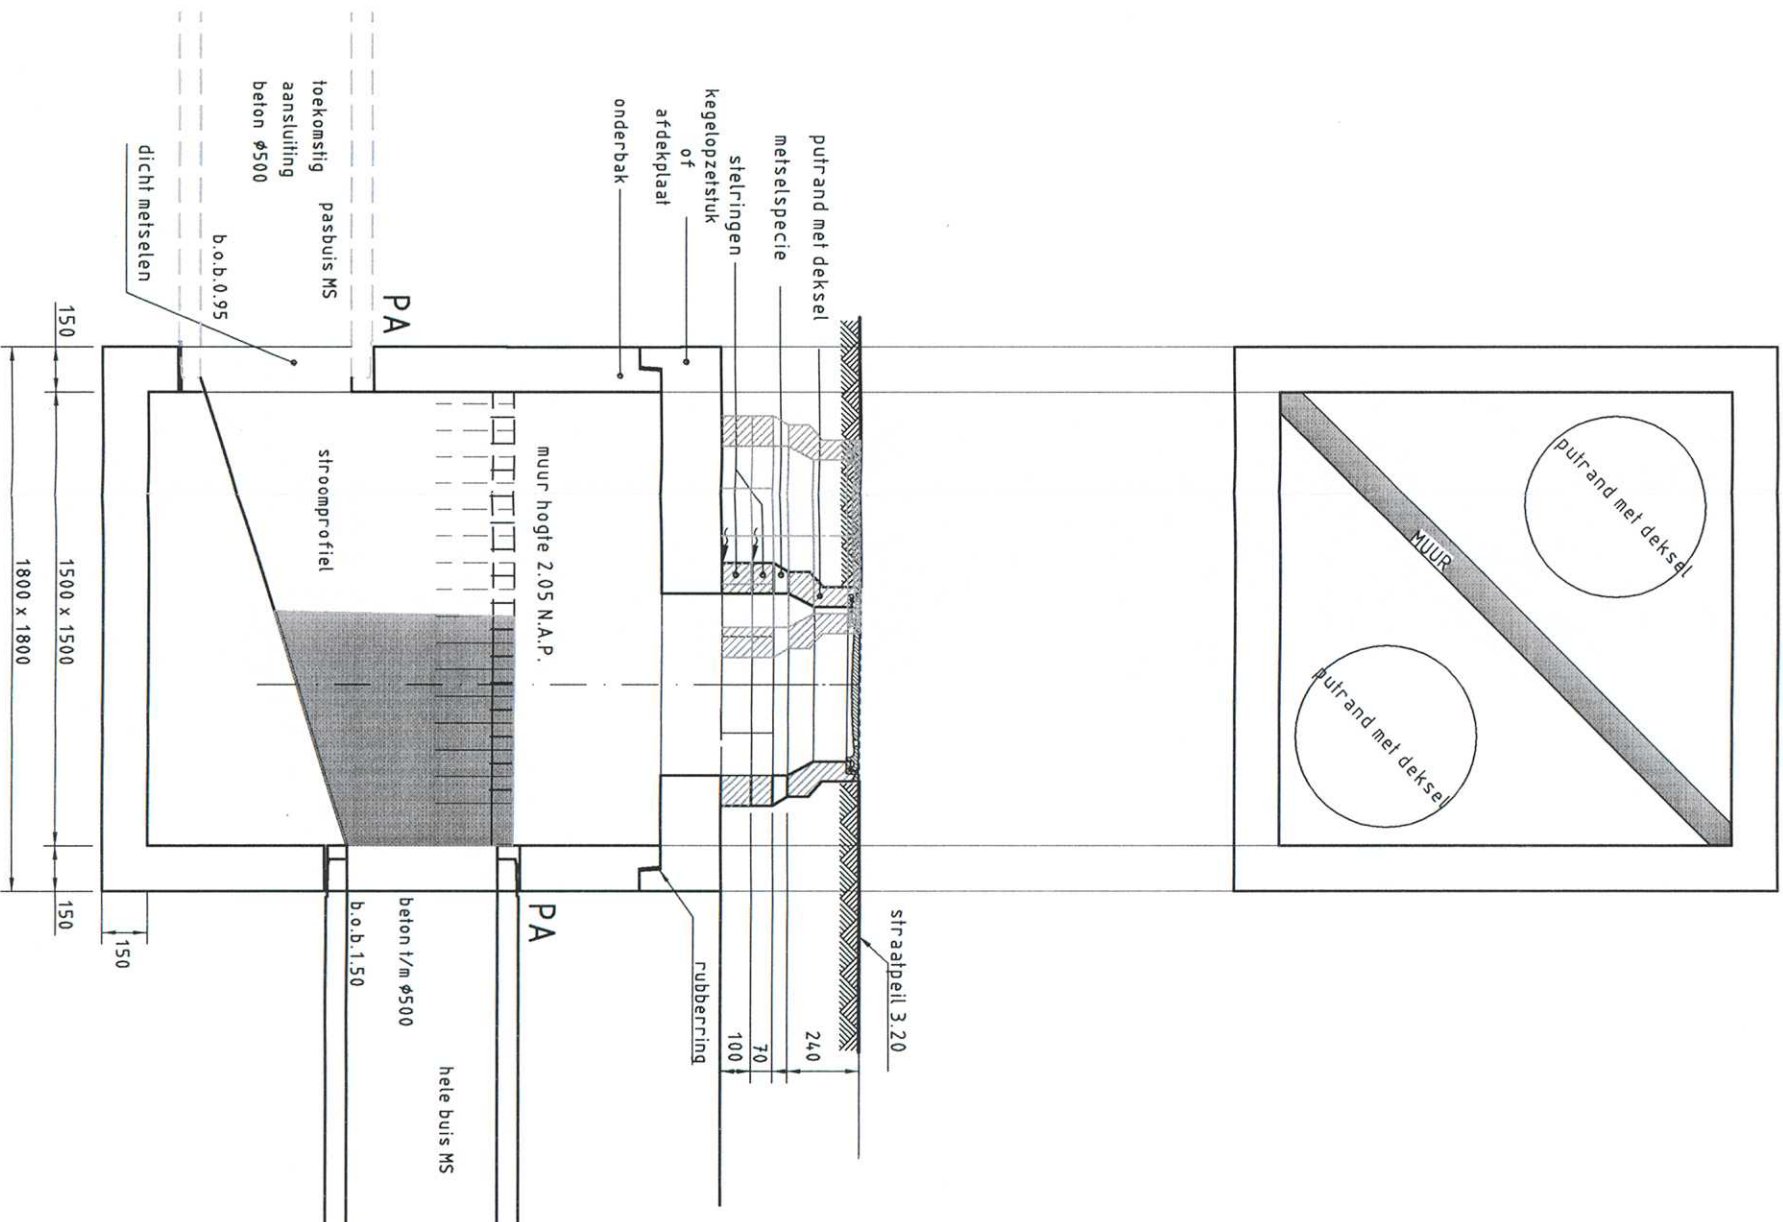 putrand met deksel
MUUR
putrand met deksel
straatpeil 3.20
240
70
100
putrand met deksel
metselspecie
stelringen
kegelopzetstuk
of
afdekplaat
onderbak
rubberring
muur hogte 2.05 N.A.P.
PA
PA
toekomstig
aansluiting
beton ø500
pasbuis MS
b.o.b.0.95
dicht metselen
stroomprofiel
hele buis MS
beton t/m ø500
b.o.b.1.50
150
150
1500 x 1500
150
1800 x 1800